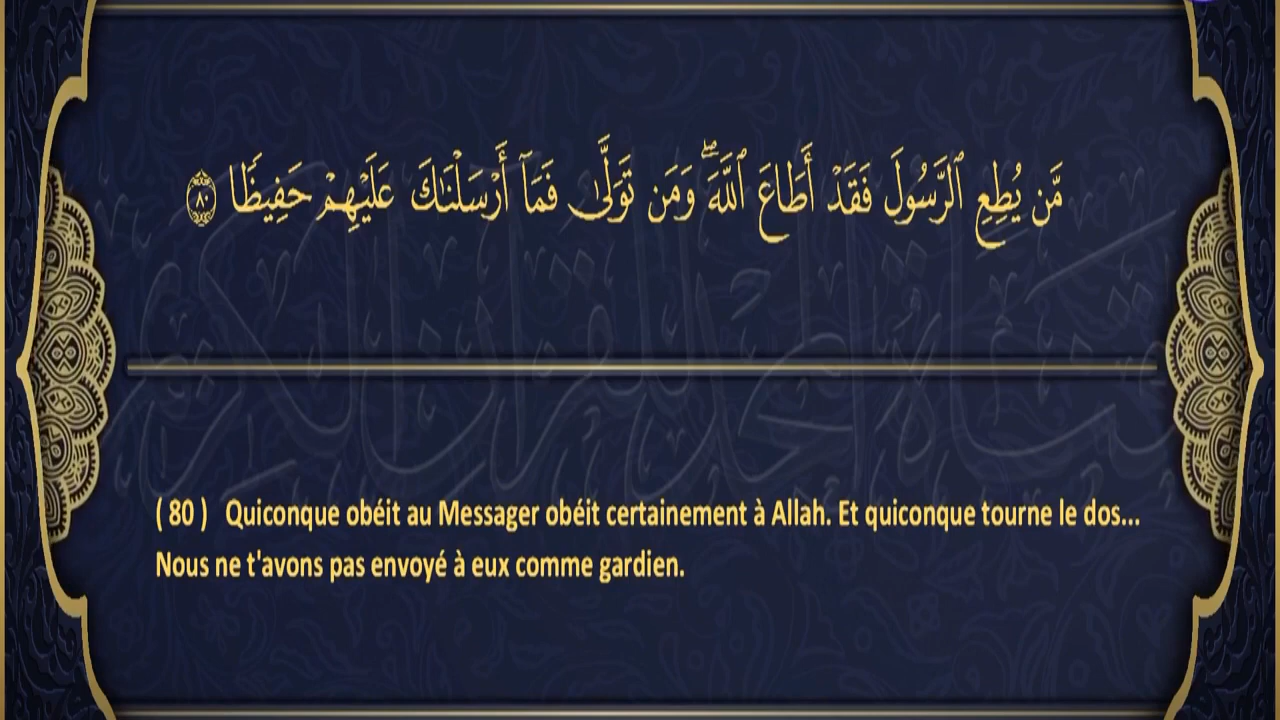 مَّن يُطِعِ ٱلرَّسُولَ فَقَدْ أَطَاعَ ٱللَّهَ ۖ وَمَن تَوَلَّىٰ فَمَآ أَرْسَلْنَٰكَ عَلَيْهِمْ حَفِيظًا ٨٠
( 80 ) Quiconque obéit au Messager obéit certainement à Allah. Et quiconque tourne le dos...
Nous ne t'avons pas envoyé à eux comme gardien.